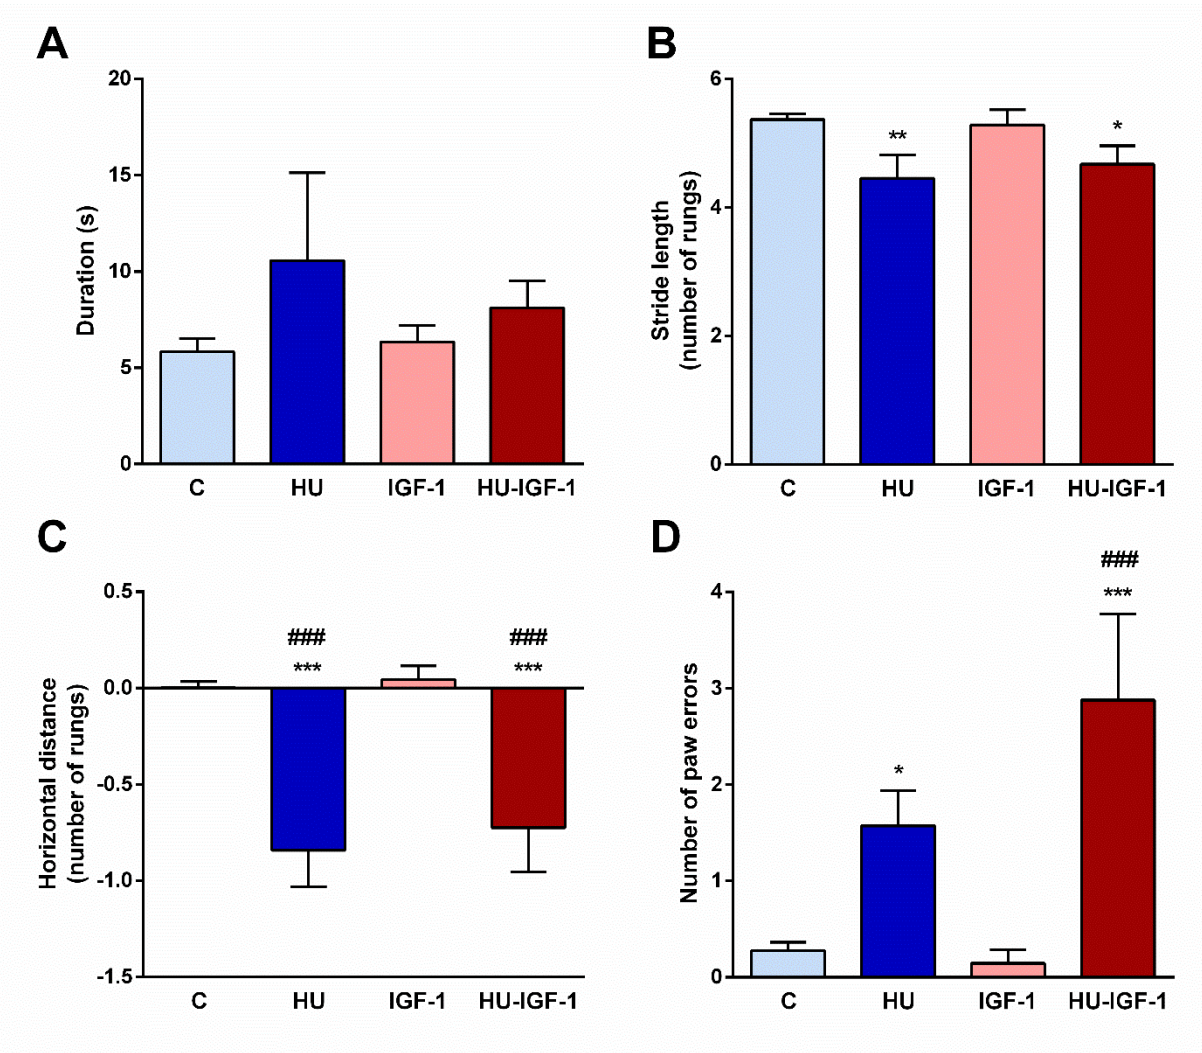 A
Duration (s)
20
15
10
5
0
C HU IGF-1 HU-IGF-1
B
Stride length
(number of rungs)
6
4
2
0
**
*
C HU IGF-1 HU-IGF-1
C
Horizontal distance
(number of rungs)
0.5
0.0
-0.5
-1.0
-1.5
### ###
*** ***
C HU IGF-1 HU-IGF-1
D
Number of paw errors
4
3
2
1
0
###
***
*
C HU IGF-1 HU-IGF-1